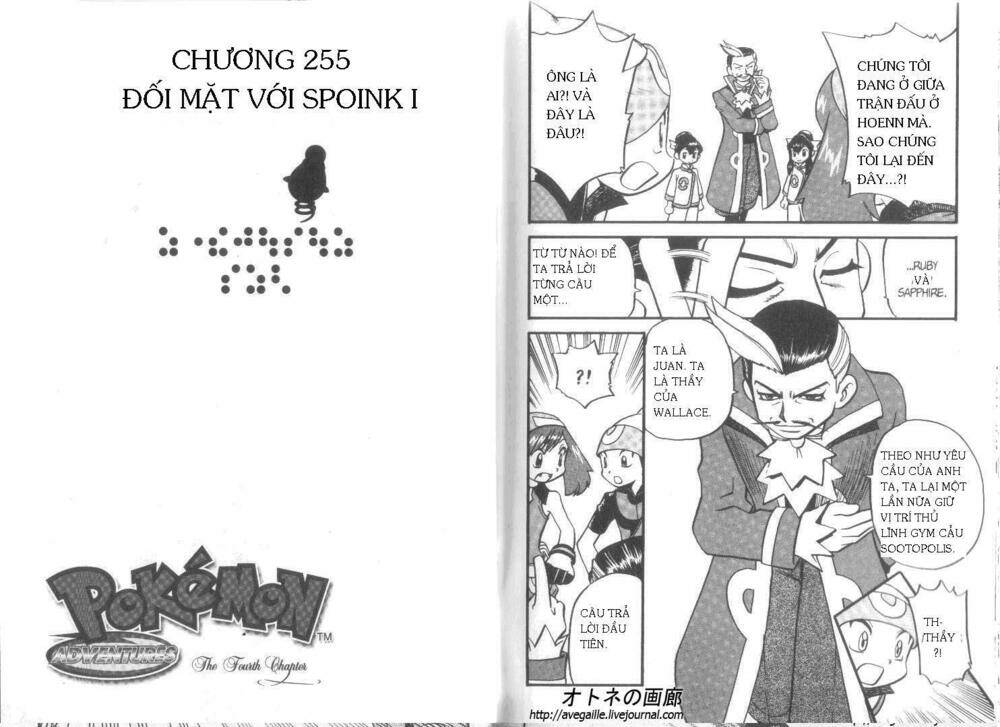 CHƯƠNG 255
ĐỐI MẶT VỚI SPOINK I
POKéMON
TM
ADVENTURES
The Fourth Chapter
ÔNG LÀ
AI?! VÀ
ĐÂY LÀ
ĐÂU?!
CHÚNG TÔI
ĐANG Ở GIỮA
TRẬN ĐẤU Ở
HOENN MÀ.
SAO CHÚNG
TÔI LẠI ĐẾN
ĐÂY...?!
TỪ TỪ NÀO! ĐỂ
TA TRẢ LỜI
TỪNG CÂU
MỘT...
...RUBY
VÀ
SAPPHIRE.
?!
TA LÀ
JUAN. TA
LÀ THẦY
CỦA
WALLACE.
THEO NHƯ YÊU
CẦU CỦA ANH
TA, TA LẠI MỘT
LẦN NỮA GIỮ
VỊ TRÍ THỦ
LĨNH GYM CẢU
SOOTOPOLIS.
CÂU TRẢ
LỜI ĐẦU
TIÊN.
TH-
THẦY
?!
オトネの画廊
http://avegaille.livejournal.com/